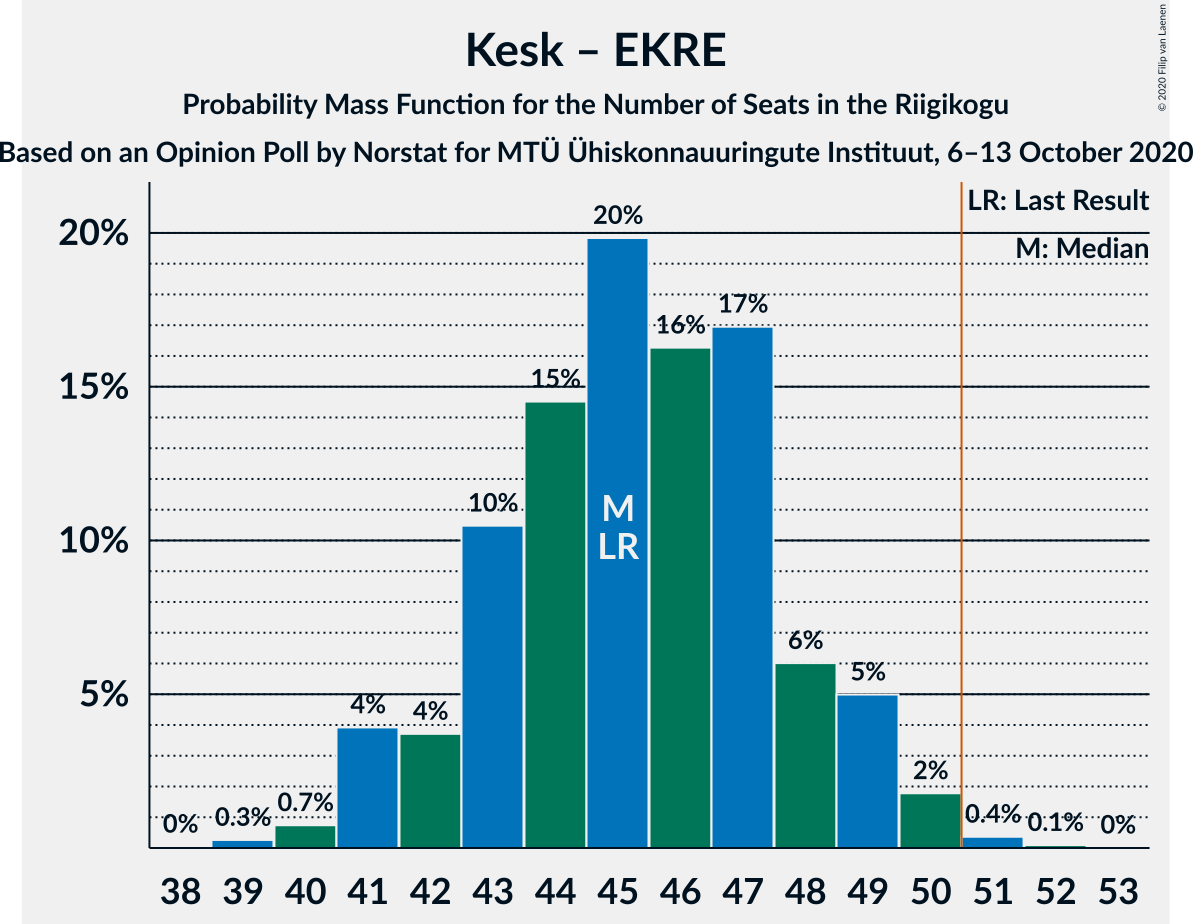 Kesk – EKRE
Probability Mass Function for the Number of Seats in the Riigikogu
Based on an Opinion Poll by Norstat for MTÜ Ühiskonnauuringute Instituut, 6–13 October 2020
© 2020 Filip van Laenen
LR: Last Result
M: Median
20%
15%
10%
5%
0%
0.3%
0.7%
4%
4%
10%
15%
20%
16%
17%
6%
5%
2%
0.4%
0.1%
0%
M
LR
38 39 40 41 42 43 44 45 46 47 48 49 50 51 52 53